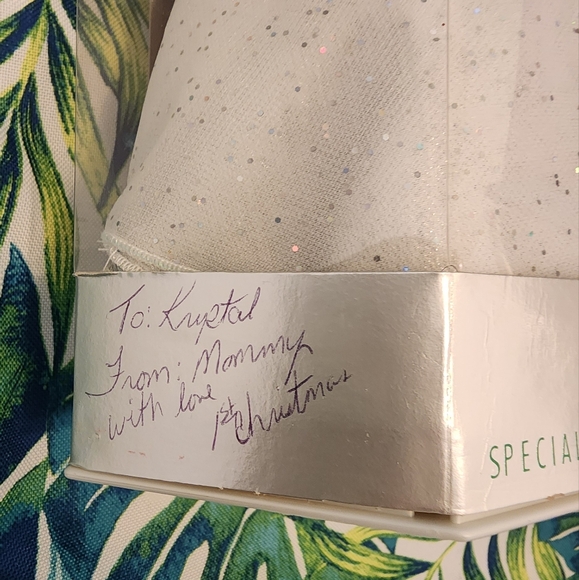 To: Krystal
From: Mommy
with love
1st Christmas
SPECIAL